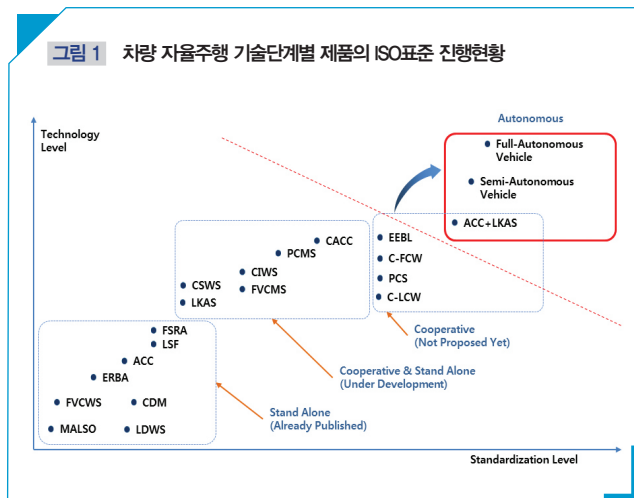 그림 1 차량 자율주행 기술단계별 제품의 ISO표준 진행현황
Autonomous
Technology
Level
Full-Autonomous
Vehicle
Semi-Autonomous
Vehicle
ACC+LKAS
EEBL
C-FCW
PCS
C-LCW
CACC
PCMS
CIWS
FVCMS
CSWS
LKAS
Cooperative
(Not Proposed Yet)
FSRA
LSF
ACC
ERBA
FVCWS
CDM
MALSO
LDWS
Cooperative & Stand Alone
(Under Development)
Stand Alone
(Already Published)
Standardization Level